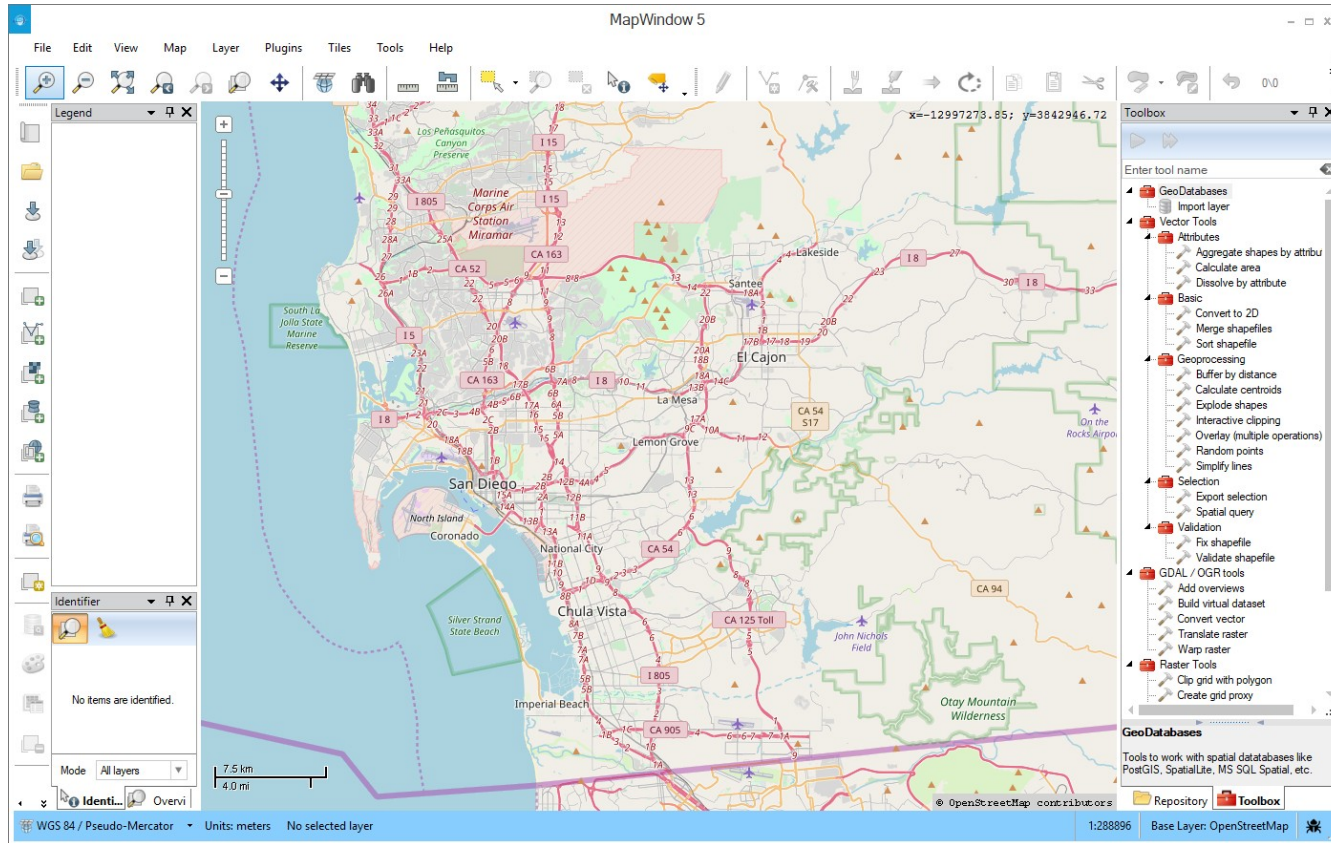 MapWindow 5
File Edit View Map Layer Plugins Tiles Tools Help
Legend
x=-12997273.85; y=3842946.72
Los Peñasquitos
Canyon
Preserve
I 15
I 805
Marine
Corps Air
Station
Miramar
I 15
CA 163
CA 52
Lakeside
I 8
I 8
Santee
South La
Jolla State
Marine
Reserve
I 5
El Cajon
CA 163
I 8
La Mesa
CA 54
S17
On the
Rocks Airport
I 8
Lemon Grove
San Diego
North Island
Coronado
National City
CA 54
CA 94
Chula Vista
Silver Strand
State Beach
CA 125 Toll
John Nichols
Field
I 805
Imperial Beach
Otay Mountain
Wilderness
CA 905
7.5 km
4.0 mi
© OpenStreetMap contributors
Identifier
No items are identified.
Mode All layers
Identi... Overvi
Toolbox
Enter tool name
GeoDatabases
Import layer
Vector Tools
Attributes
Aggregate shapes by attribu
Calculate area
Dissolve by attribute
Basic
Convert to 2D
Merge shapefiles
Sort shapefile
Geoprocessing
Buffer by distance
Calculate centroids
Explode shapes
Interactive clipping
Overlay (multiple operations)
Random points
Simplify lines
Selection
Export selection
Spatial query
Validation
Fix shapefile
Validate shapefile
GDAL / OGR tools
Add overviews
Build virtual dataset
Convert vector
Translate raster
Warp raster
Raster Tools
Clip grid with polygon
Create grid proxy
GeoDatabases
Tools to work with spatial datatabases like
PostGIS, SpatiaLite, MS SQL Spatial, etc.
Repository Toolbox
WGS 84 / Pseudo-Mercator Units: meters No selected layer 1:288896 Base Layer: OpenStreetMap